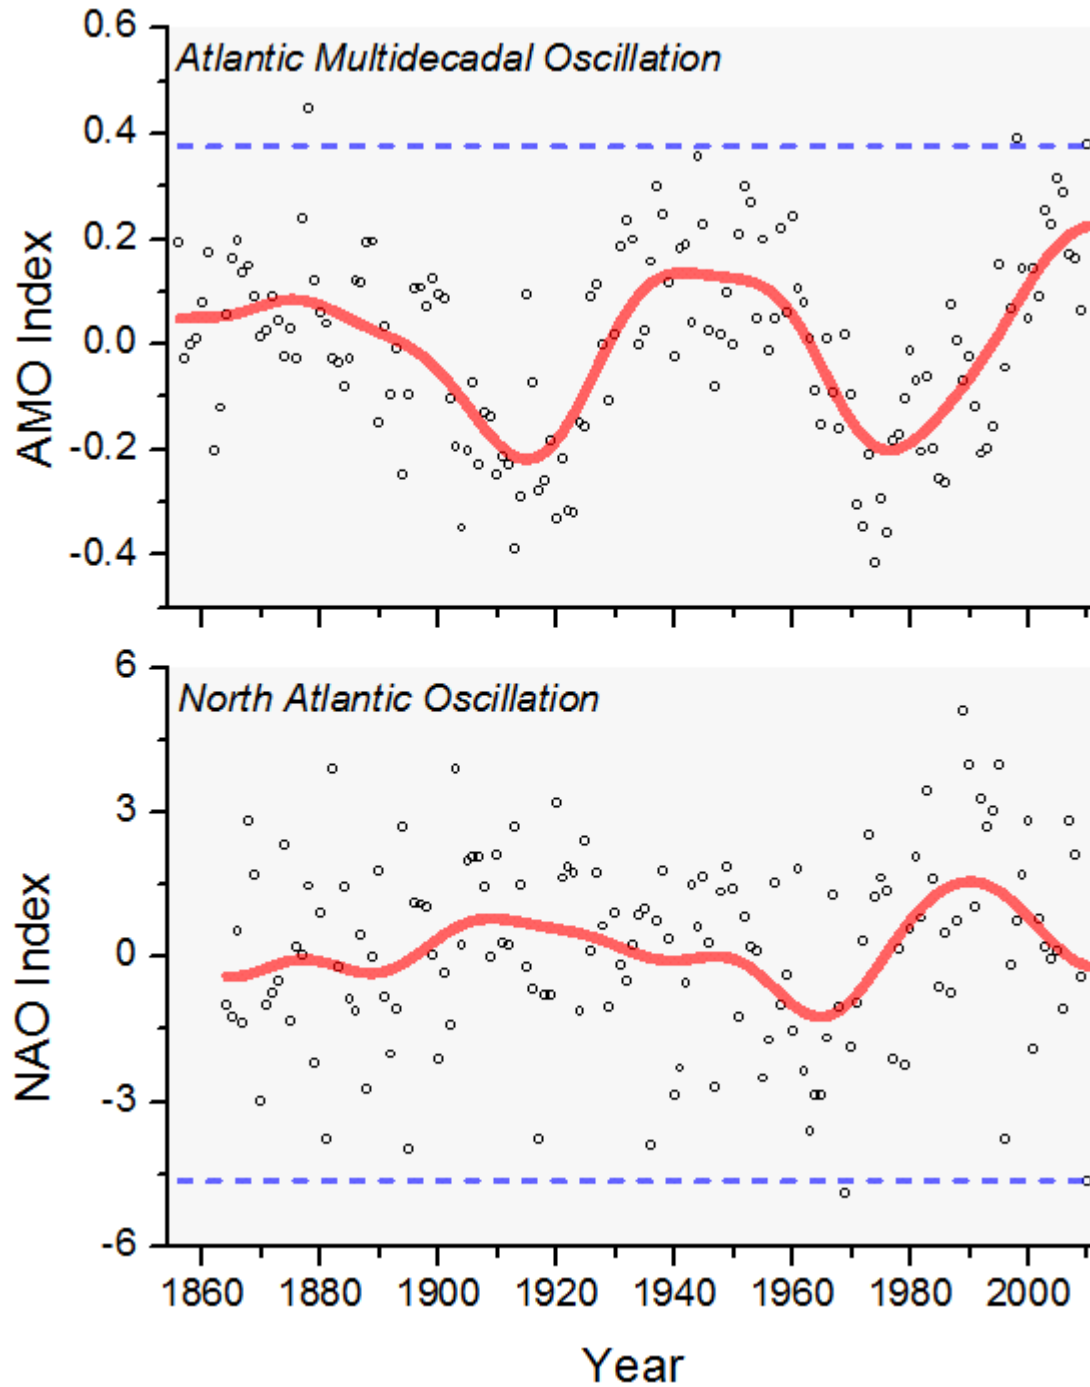 Atlantic Multidecadal Oscillation
0.6
0.4
0.2
0.0
-0.2
-0.4
AMO Index
North Atlantic Oscillation
6
3
0
-3
-6
NAO Index
1860 1880 1900 1920 1940 1960 1980 2000
Year